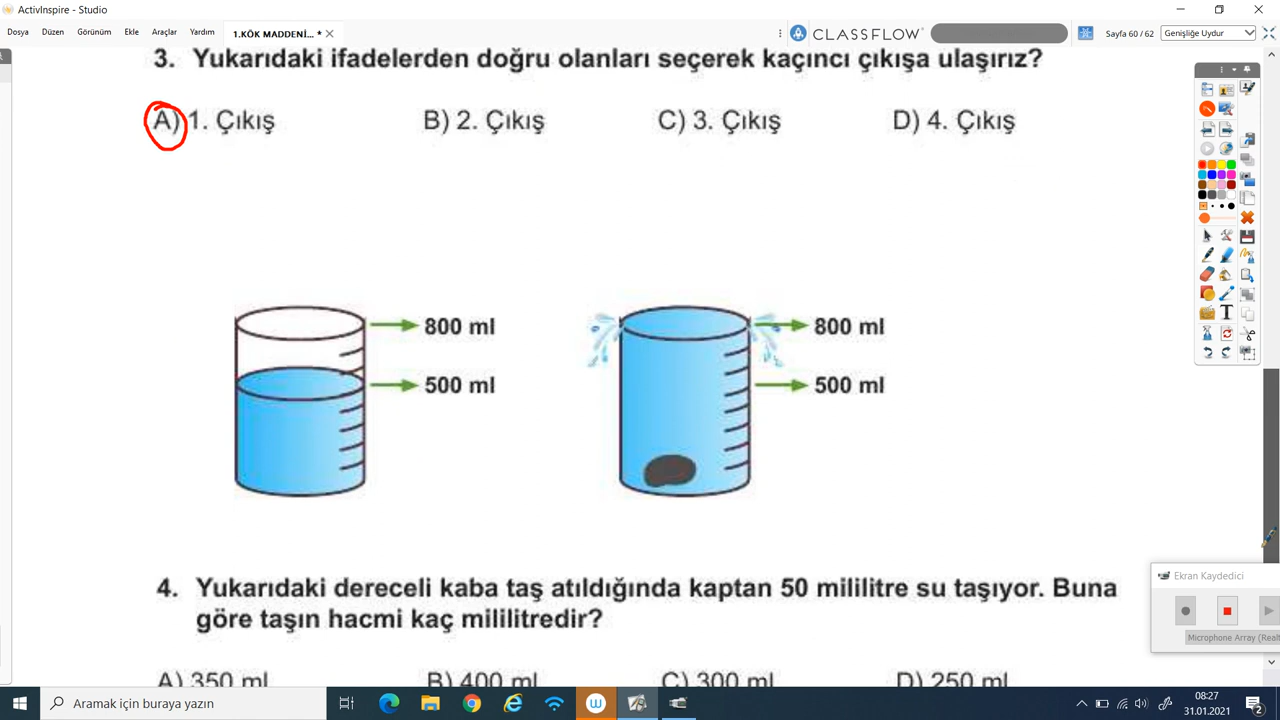 ActivInspire - Studio
Dosya Düzen Görünüm Ekle Araçlar Yardım 1.KÖK MADDENİ... * CLASSFLOW Sayfa 60 / 62 Genişliğe Uydur
3. Yukarıdaki ifadelerden doğru olanları seçerek kaçıncı çıkışa ulaşırız?
A) 1. Çıkış B) 2. Çıkış C) 3. Çıkış D) 4. Çıkış
800 ml 800 ml
500 ml 500 ml
4. Yukarıdaki dereceli kaba taş atıldığında kaptan 50 mililitre su taşıyor. Buna
göre taşın hacmi kaç mililitredir?
A) 350 ml B) 400 ml C) 300 ml D) 250 ml
Ekran Kaydedici
Microphone Array (Realt
Aramak için buraya yazın
08:27
31.01.2021
2